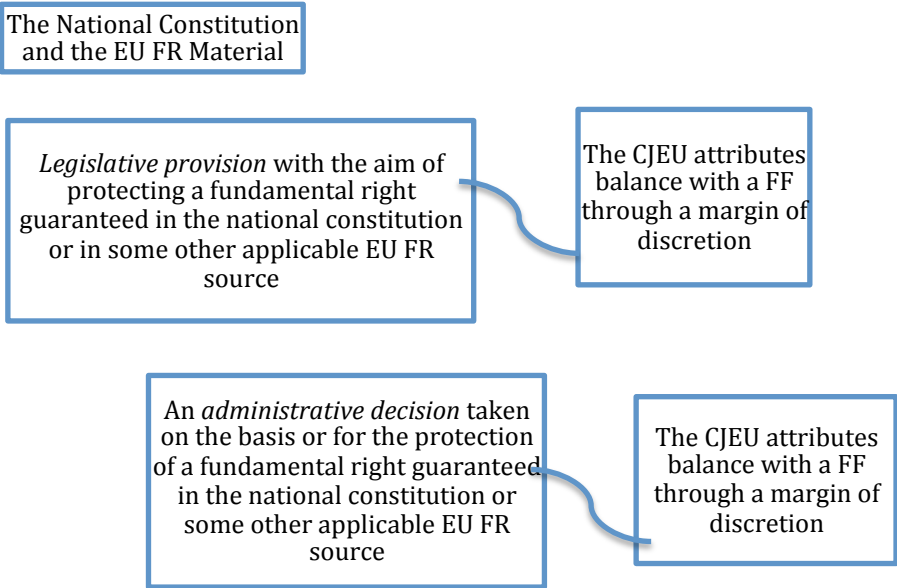 The National Constitution
and the EU FR Material
Legislative provision with the aim of
protecting a fundamental right
guaranteed in the national constitution
or in some other applicable EU FR
source
The CJEU attributes
balance with a FF
through a margin of
discretion
An administrative decision taken
on the basis or for the protection
of a fundamental right guaranteed
in the national constitution or
some other applicable EU FR
source
The CJEU attributes
balance with a FF
through a margin of
discretion